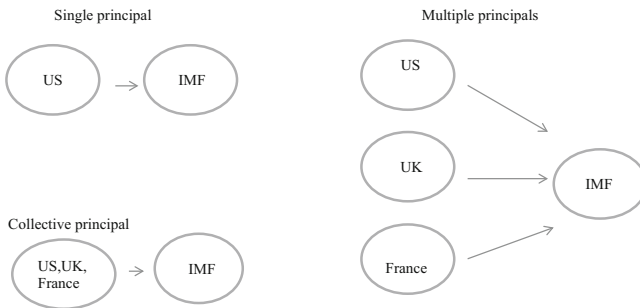 Single principal
US
IMF
Collective principal
US,UK,
France
IMF
Multiple principals
US
UK
France
IMF